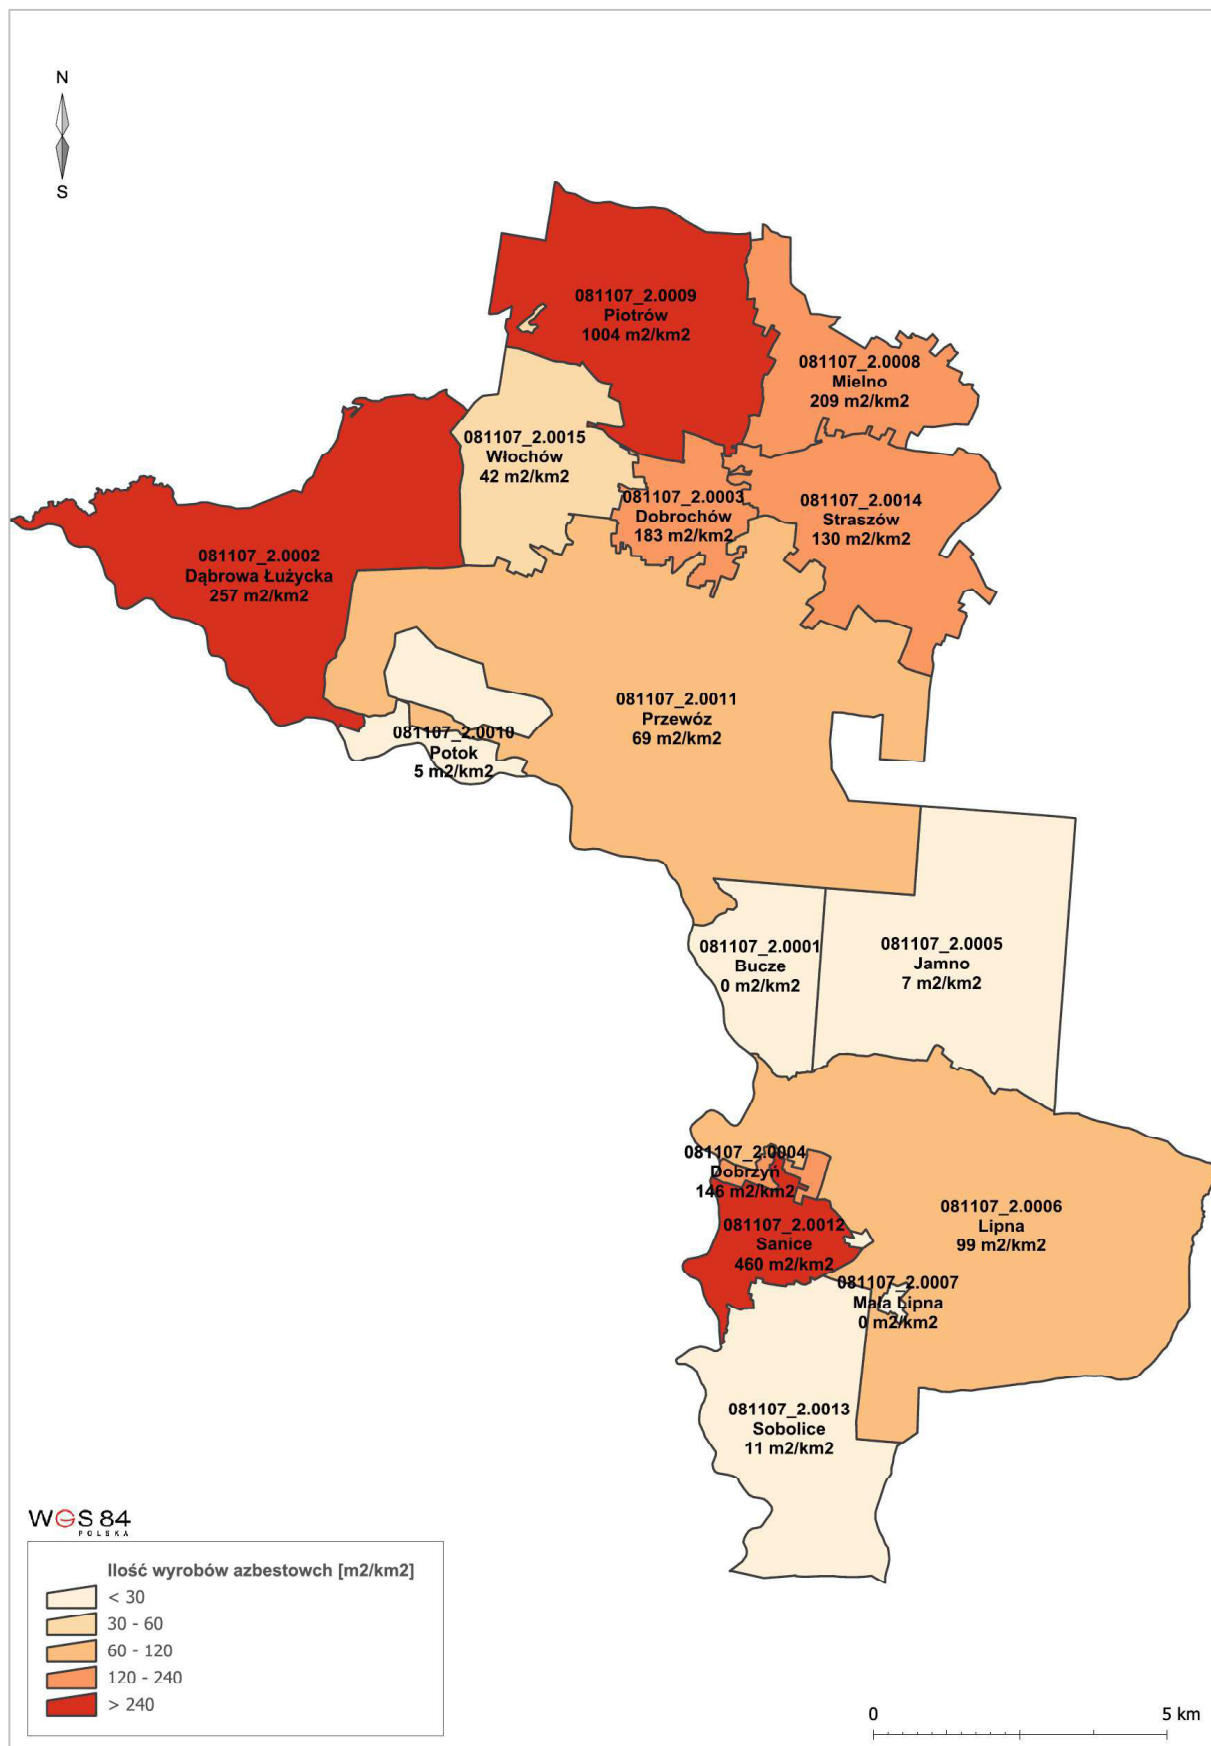 N
S
081107_2.0009
Piotrów
1004 m2/km2
081107_2.0008
Mielno
209 m2/km2
081107_2.0015
Włochów
42 m2/km2
081107_2.0003
Dobrochów
183 m2/km2
081107_2.0014
Straszów
130 m2/km2
081107_2.0002
Dąbrowa Łużycka
257 m2/km2
081107_2.0011
Przewóz
69 m2/km2
081107_2.0010
Potok
5 m2/km2
081107_2.0001
Bucze
0 m2/km2
081107_2.0005
Jamno
7 m2/km2
081107_2.0004
Dobrzyń
146 m2/km2
081107_2.0012
Sanice
460 m2/km2
081107_2.0006
Lipna
99 m2/km2
081107_2.0007
Mała Lipna
0 m2/km2
081107_2.0013
Sobolice
11 m2/km2
WGS 84
POLSKA
Ilość wyrobów azbestowch [m2/km2]
< 30
30 - 60
60 - 120
120 - 240
> 240
0 5 km